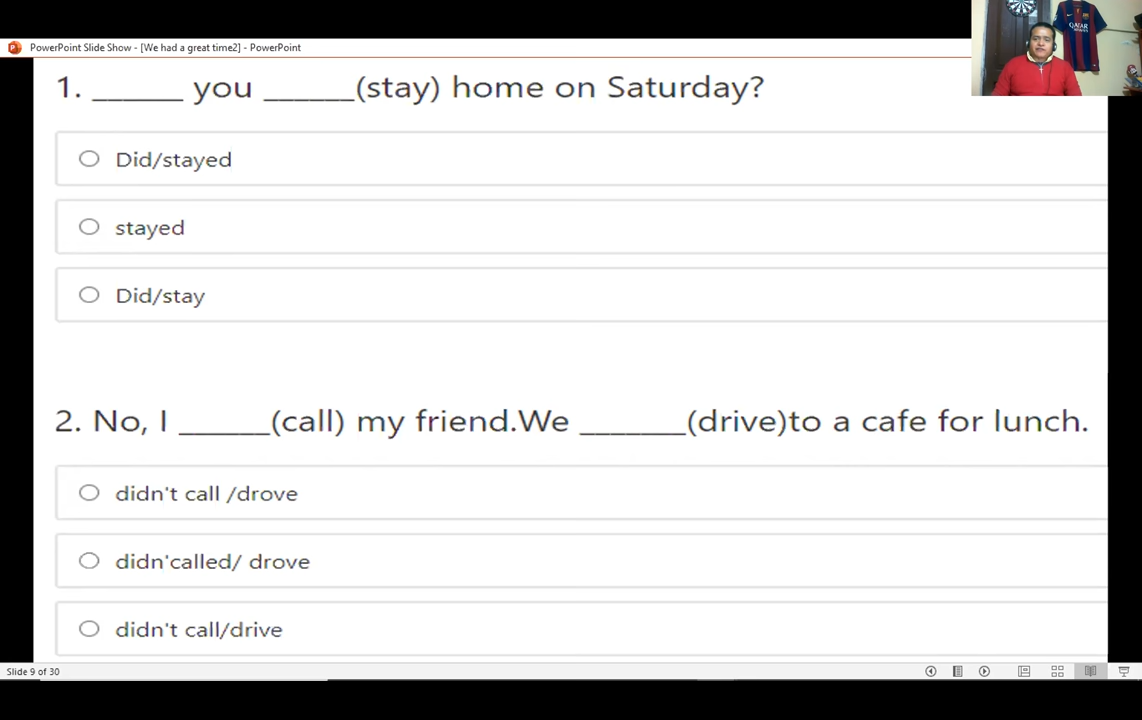 PowerPoint Slide Show - [We had a great time2] - PowerPoint
QATAR
AIRWAYS
1. ______ you ______(stay) home on Saturday?
Did/stayed
stayed
Did/stay
2. No, I ______(call) my friend.We _______(drive)to a cafe for lunch.
didn't call /drove
didn'called/ drove
didn't call/drive
Slide 9 of 30